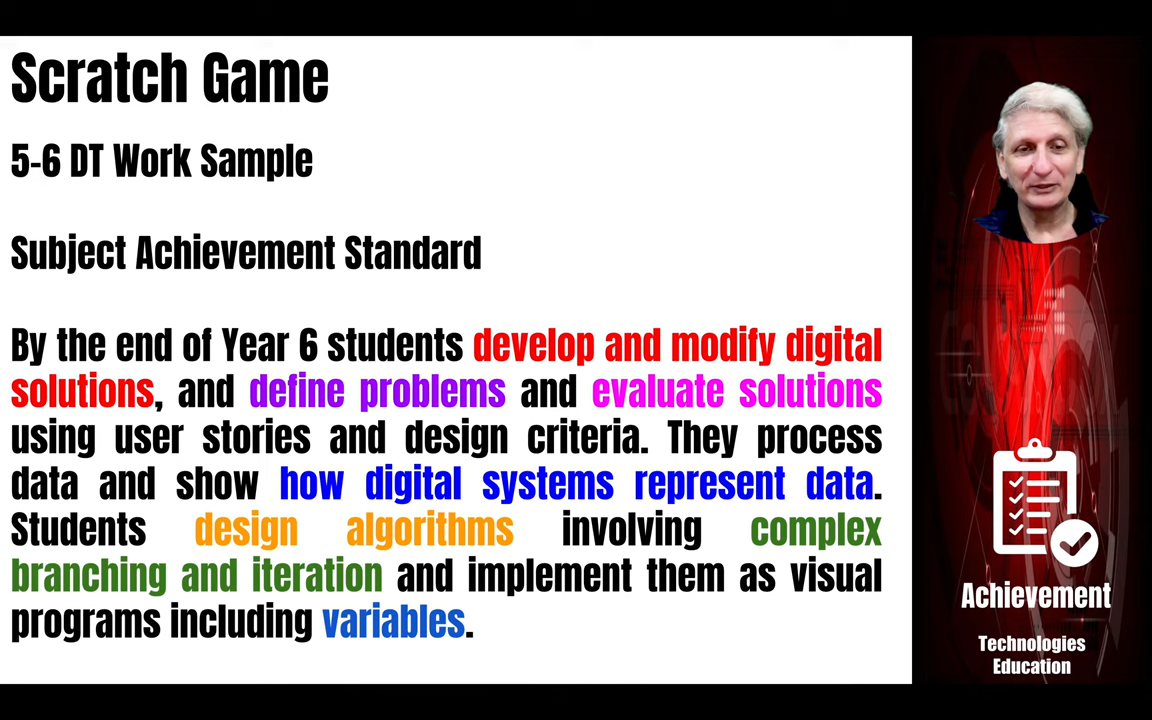 Scratch Game
5-6 DT Work Sample
Subject Achievement Standard
By the end of Year 6 students develop and modify digital
solutions, and define problems and evaluate solutions
using user stories and design criteria. They process
data and show how digital systems represent data.
Students design algorithms involving complex
branching and iteration and implement them as visual
programs including variables.
Achievement
Technologies
Education